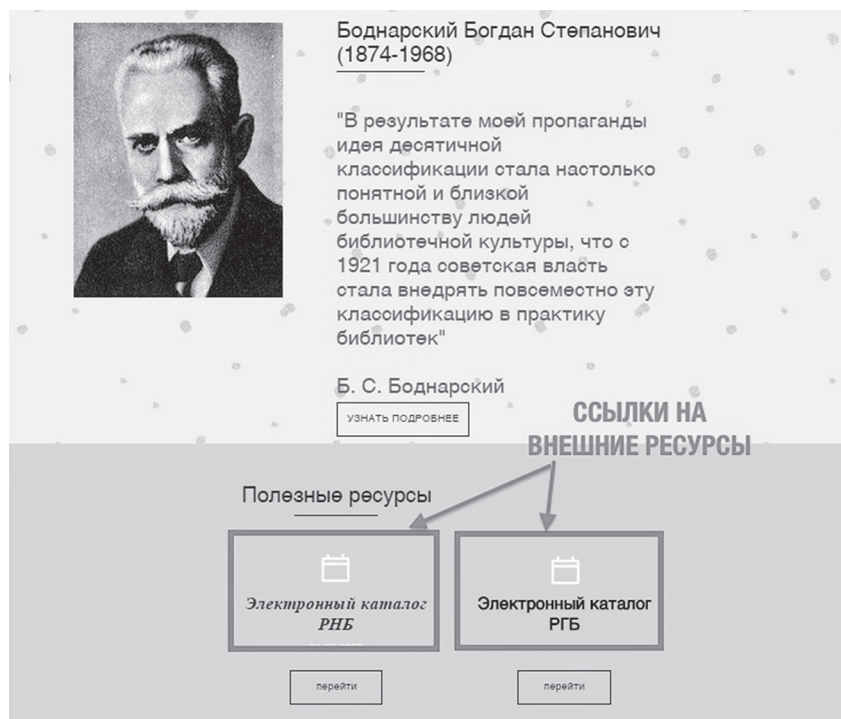 Боднарский Богдан Степанович
(1874-1968)
"В результате моей пропаганды
идея десятичной
классификации стала настолько
понятной и близкой
большинству людей
библиотечной культуры, что с
1921 года советская власть
стала внедрять повсеместно эту
классификацию в практику
библиотек"
Б. С. Боднарский
УЗНАТЬ ПОДРОБНЕЕ
ССЫЛКИ НА
ВНЕШНИЕ РЕСУРСЫ
Полезные ресурсы
Электронный каталог
РНБ
Электронный каталог
РГБ
перейти
перейти